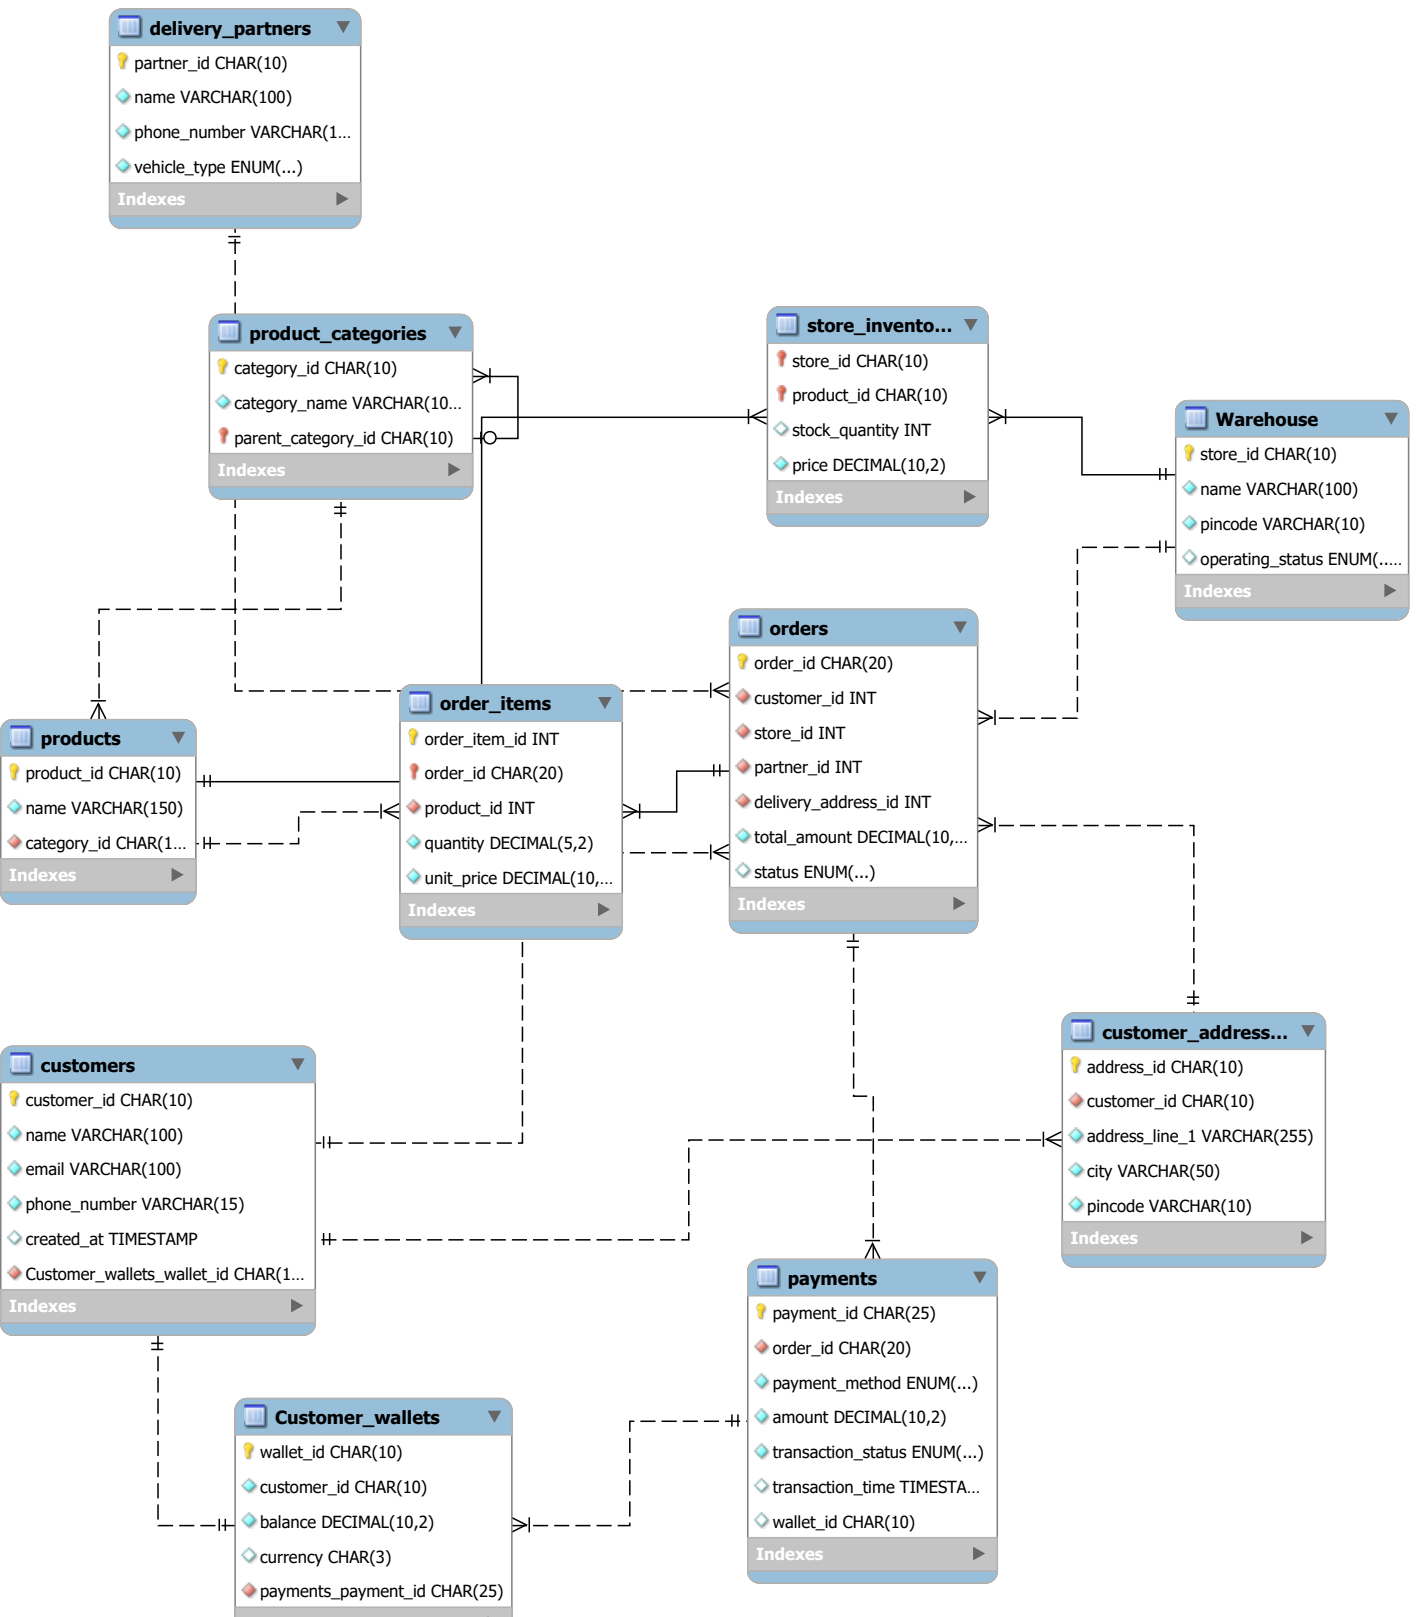 delivery_partners
partner_id CHAR(10)
name VARCHAR(100)
phone_number VARCHAR(1...
vehicle_type ENUM(...)
Indexes
product_categories
category_id CHAR(10)
category_name VARCHAR(10...
parent_category_id CHAR(10)
Indexes
store_invento...
store_id CHAR(10)
product_id CHAR(10)
stock_quantity INT
price DECIMAL(10,2)
Indexes
Warehouse
store_id CHAR(10)
name VARCHAR(100)
pincode VARCHAR(10)
operating_status ENUM(.....
Indexes
products
product_id CHAR(10)
name VARCHAR(150)
category_id CHAR(1...
Indexes
order_items
order_item_id INT
order_id CHAR(20)
product_id INT
quantity DECIMAL(5,2)
unit_price DECIMAL(10,...
Indexes
orders
order_id CHAR(20)
customer_id INT
store_id INT
partner_id INT
delivery_address_id INT
total_amount DECIMAL(10,...
status ENUM(...)
Indexes
customers
customer_id CHAR(10)
name VARCHAR(100)
email VARCHAR(100)
phone_number VARCHAR(15)
created_at TIMESTAMP
Customer_wallets_wallet_id CHAR(1...
Indexes
customer_address...
address_id CHAR(10)
customer_id CHAR(10)
address_line_1 VARCHAR(255)
city VARCHAR(50)
pincode VARCHAR(10)
Indexes
payments
payment_id CHAR(25)
order_id CHAR(20)
payment_method ENUM(...)
amount DECIMAL(10,2)
transaction_status ENUM(...)
transaction_time TIMESTA...
wallet_id CHAR(10)
Indexes
Customer_wallets
wallet_id CHAR(10)
customer_id CHAR(10)
balance DECIMAL(10,2)
currency CHAR(3)
payments_payment_id CHAR(25)